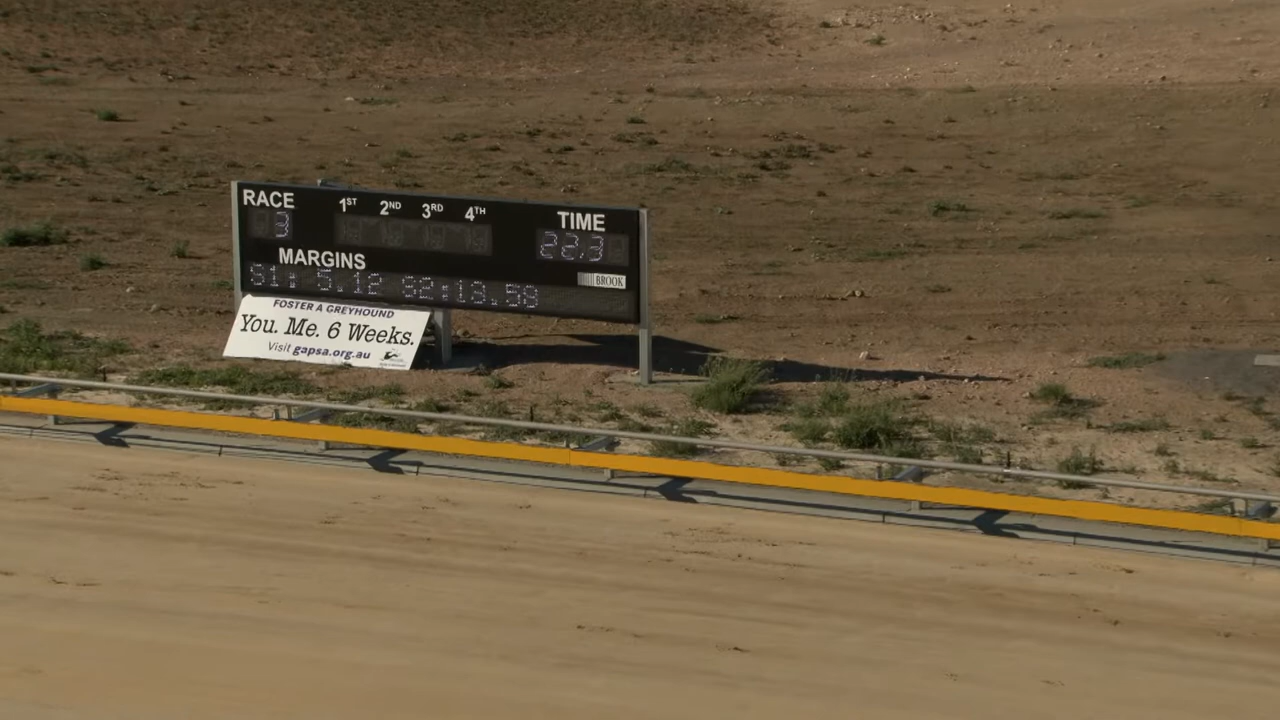 RACE 1ST 2ND 3RD 4TH TIME
3 22.3
MARGINS
BROOK
S1: 5.12 S2:18.58
FOSTER A GREYHOUND
You. Me. 6 Weeks.
Visit gapsa.org.au